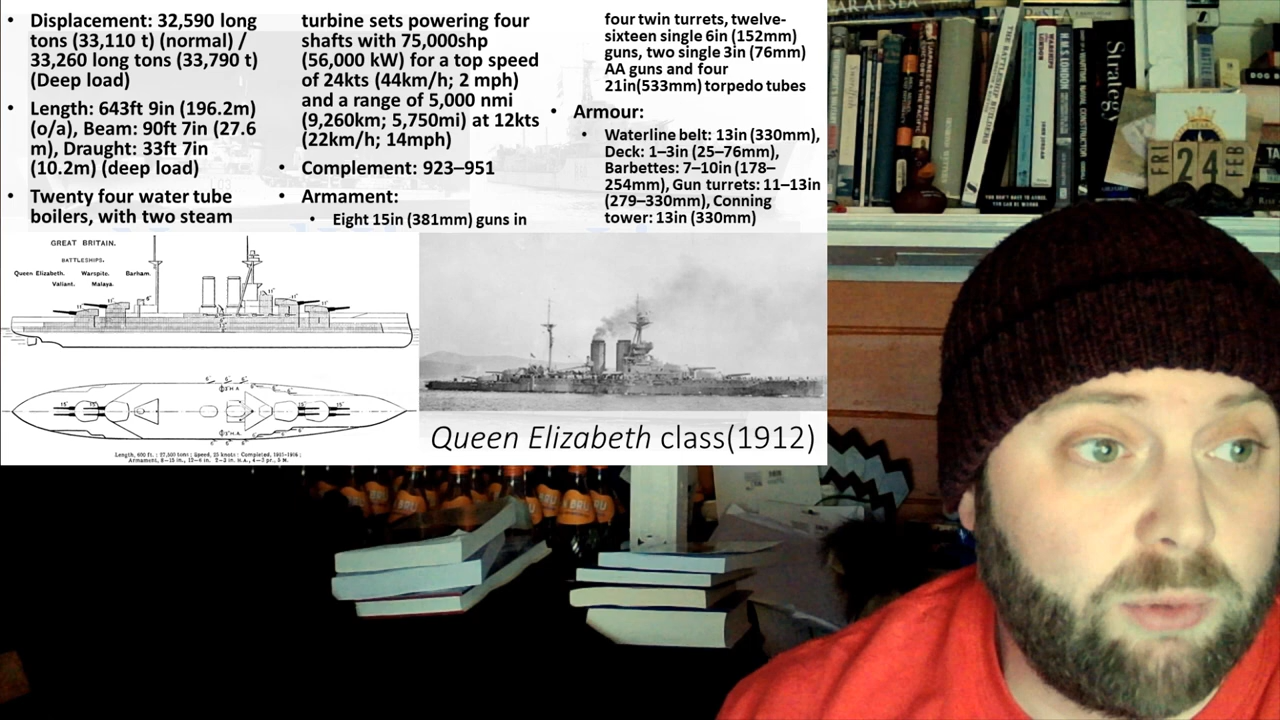 • Displacement: 32,590 long
tons (33,110 t) (normal) /
33,260 long tons (33,790 t)
(Deep load)
• Length: 643ft 9in (196.2m)
(o/a), Beam: 90ft 7in (27.6
m), Draught: 33ft 7in
(10.2m) (deep load)
• Twenty four water tube
boilers, with two steam
turbine sets powering four
shafts with 75,000shp
(56,000 kW) for a top speed
of 24kts (44km/h; 2 mph)
and a range of 5,000 nmi
(9,260km; 5,750mi) at 12kts
(22km/h; 14mph)
• Complement: 923–951
• Armament:
• Eight 15in (381mm) guns in
four twin turrets, twelve-
sixteen single 6in (152mm)
guns, two single 3in (76mm)
AA guns and four
21in(533mm) torpedo tubes
• Armour:
• Waterline belt: 13in (330mm),
Deck: 1–3in (25–76mm),
Barbettes: 7–10in (178–
254mm), Gun turrets: 11–13in
(279–330mm), Conning
tower: 13in (330mm)
GREAT BRITAIN.
BATTLESHIPS.
Queen Elizabeth. Warspite. Barham.
Valiant. Malaya.
Queen Elizabeth class(1912)
Strategy
H.M.S. LONDON
FRI
24
FEB
BRU
BRU